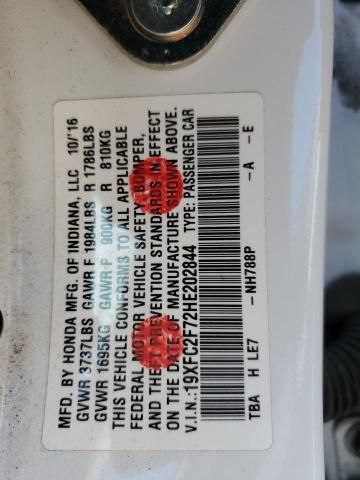 MFD. BY HONDA MFG. OF INDIANA, LLC 10/16
GVWR 3737LBS GAWR F 1984LBS R 1786LBS
GVWR 1695KG GAWR-F 900KG R 810KG
THIS VEHICLE CONFORMS TO ALL APPLICABLE
FEDERAL MOTOR VEHICLE SAFETY, BUMPER,
AND THEFT PREVENTION STANDARDS IN EFFECT
ON THE DATE OF MANUFACTURE SHOWN ABOVE.
V.I.N.:19XFC2F72HE202844 TYPE: PASSENGER CAR
TBA H LE7 -NH788P -A -E